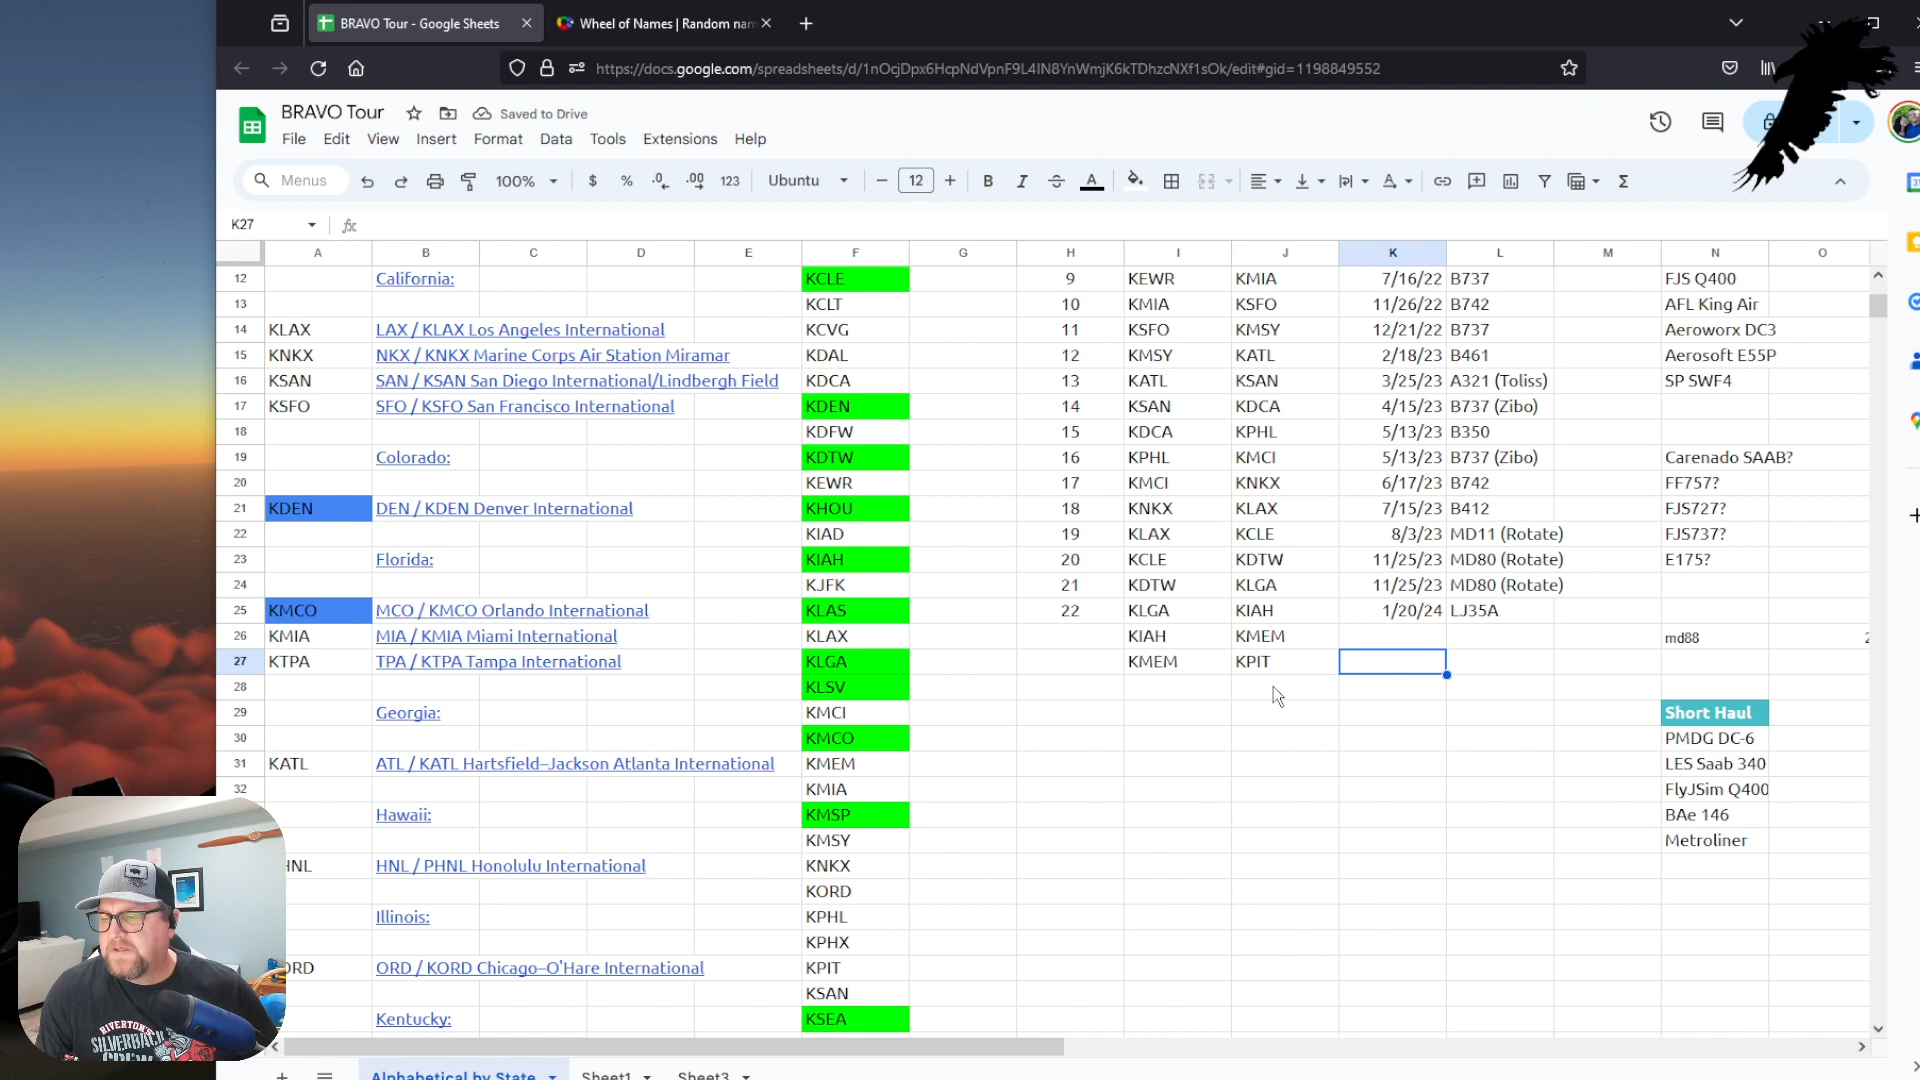 BRAVO Tour - Google Sheets
Wheel of Names | Random nam
https://docs.google.com/spreadsheets/d/1nOcjDpx6HcpNdVpnF9L4IN8YnWmjK6kTDhzcNXf1sOk/edit#gid=1198849552
BRAVO Tour Saved to Drive
File Edit View Insert Format Data Tools Extensions Help
Menus 100% $ % .0 .00 123 Ubuntu 12 B I A
K27 fx
A B C D E F G H I J K L M N O
12 California: KCLE 9 KEWR KMIA 7/16/22 B737 FJS Q400
13 KCLT 10 KMIA KSFO 11/26/22 B742 AFL King Air
14 KLAX LAX / KLAX Los Angeles International KCVG 11 KSFO KMSY 12/21/22 B737 Aeroworx DC3
15 KNKX NKX / KNKX Marine Corps Air Station Miramar KDAL 12 KMSY KATL 2/18/23 B461 Aerosoft E55P
16 KSAN SAN / KSAN San Diego International/Lindbergh Field KDCA 13 KATL KSAN 3/25/23 A321 (Toliss) SP SWF4
17 KSFO SFO / KSFO San Francisco International KDEN 14 KSAN KDCA 4/15/23 B737 (Zibo)
18 KDFW 15 KDCA KPHL 5/13/23 B350
19 Colorado: KDTW 16 KPHL KMCI 5/13/23 B737 (Zibo) Carenado SAAB?
20 KEWR 17 KMCI KNKX 6/17/23 B742 FF757?
21 KDEN DEN / KDEN Denver International KHOU 18 KNKX KLAX 7/15/23 B412 FJS727?
22 KIAD 19 KLAX KCLE 8/3/23 MD11 (Rotate) FJS737?
23 Florida: KIAH 20 KCLE KDTW 11/25/23 MD80 (Rotate) E175?
24 KJFK 21 KDTW KLGA 11/25/23 MD80 (Rotate)
25 KMCO MCO / KMCO Orlando International KLAS 22 KLGA KIAH 1/20/24 LJ35A
26 KMIA MIA / KMIA Miami International KLAX KIAH KMEM md88 2
27 KTPA TPA / KTPA Tampa International KLGA KMEM KPIT
28 KLSV
29 Georgia: KMCI Short Haul
30 KMCO PMDG DC-6
31 KATL ATL / KATL Hartsfield–Jackson Atlanta International KMEM LES Saab 340
32 KMIA FlyJSim Q400
Hawaii: KMSP BAe 146
KMSY Metroliner
HNL HNL / PHNL Honolulu International KNKX
KORD
Illinois: KPHL
KPHX
ORD ORD / KORD Chicago–O'Hare International KPIT
KSAN
Kentucky: KSEA
RIVERTON'S
SILVERBACK
CREW
Alphabetical by State Sheet1 Sheet3